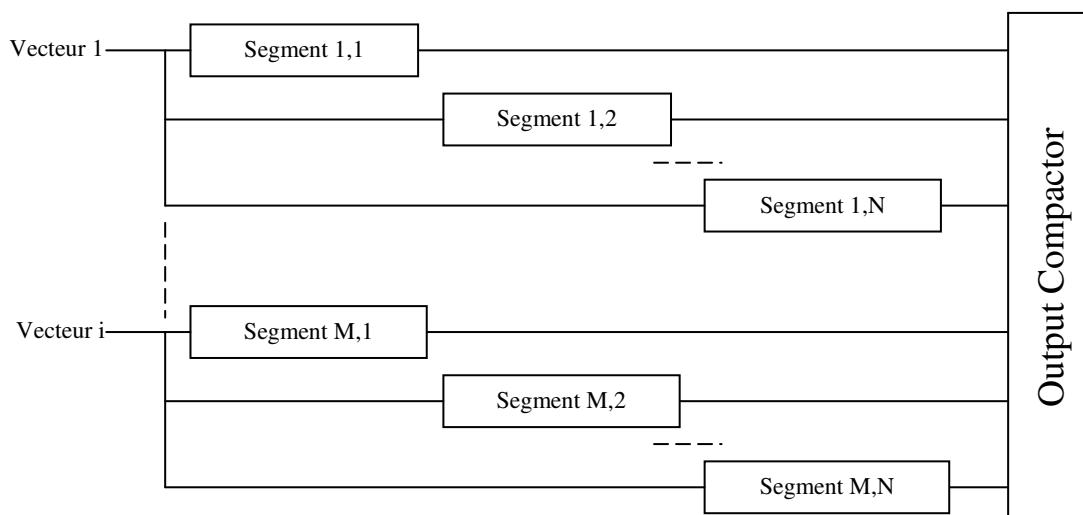 Vecteur 1
Segment 1,1
Segment 1,2
Segment 1,N
Vecteur i
Segment M,1
Segment M,2
Segment M,N
Output Compactor